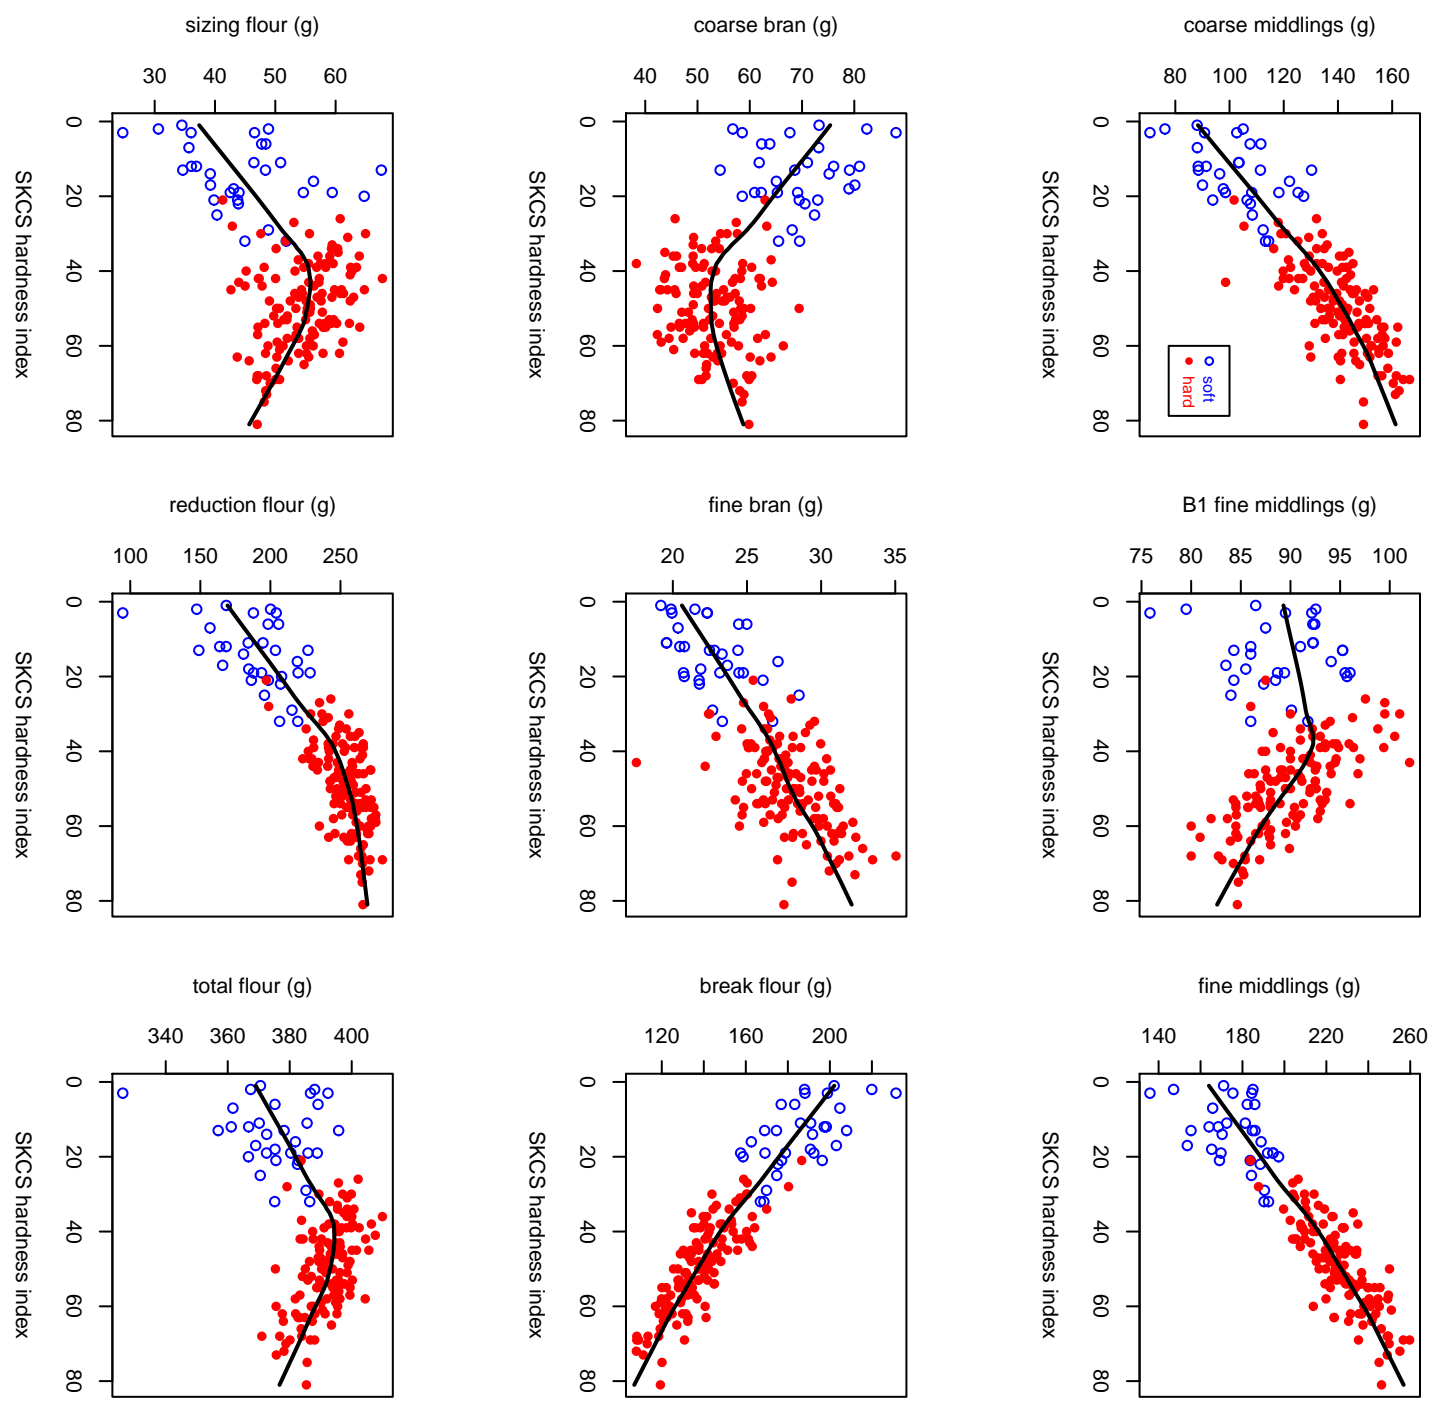 sizing flour (g)
30 40 50 60
0 20 40 60 80
SKCS hardness index
coarse bran (g)
40 50 60 70 80
0 20 40 60 80
SKCS hardness index
coarse middlings (g)
80 100 120 140 160
0 20 40 60 80
SKCS hardness index
soft
hard
reduction flour (g)
100 150 200 250
0 20 40 60 80
SKCS hardness index
fine bran (g)
20 25 30 35
0 20 40 60 80
SKCS hardness index
B1 fine middlings (g)
75 80 85 90 95 100
0 20 40 60 80
SKCS hardness index
total flour (g)
340 360 380 400
0 20 40 60 80
SKCS hardness index
break flour (g)
120 160 200
0 20 40 60 80
SKCS hardness index
fine middlings (g)
140 180 220 260
0 20 40 60 80
SKCS hardness index